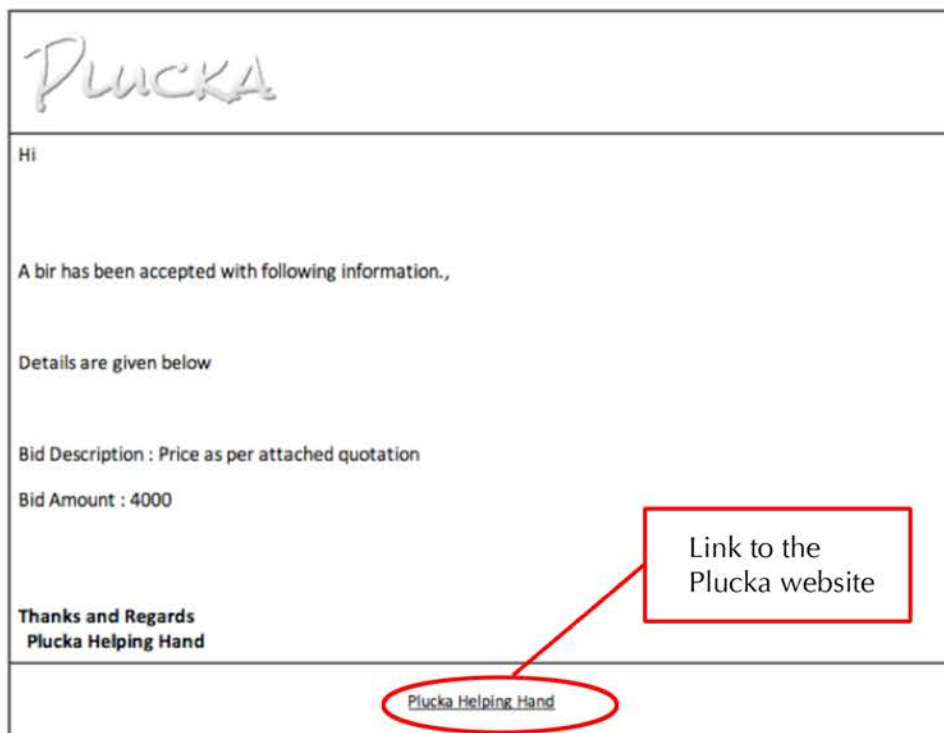 PLUCKA
Hi
A bir has been accepted with following information.,
Details are given below
Bid Description : Price as per attached quotation
Bid Amount : 4000
Link to the
Plucka website
Thanks and Regards
Plucka Helping Hand
Plucka Helping Hand